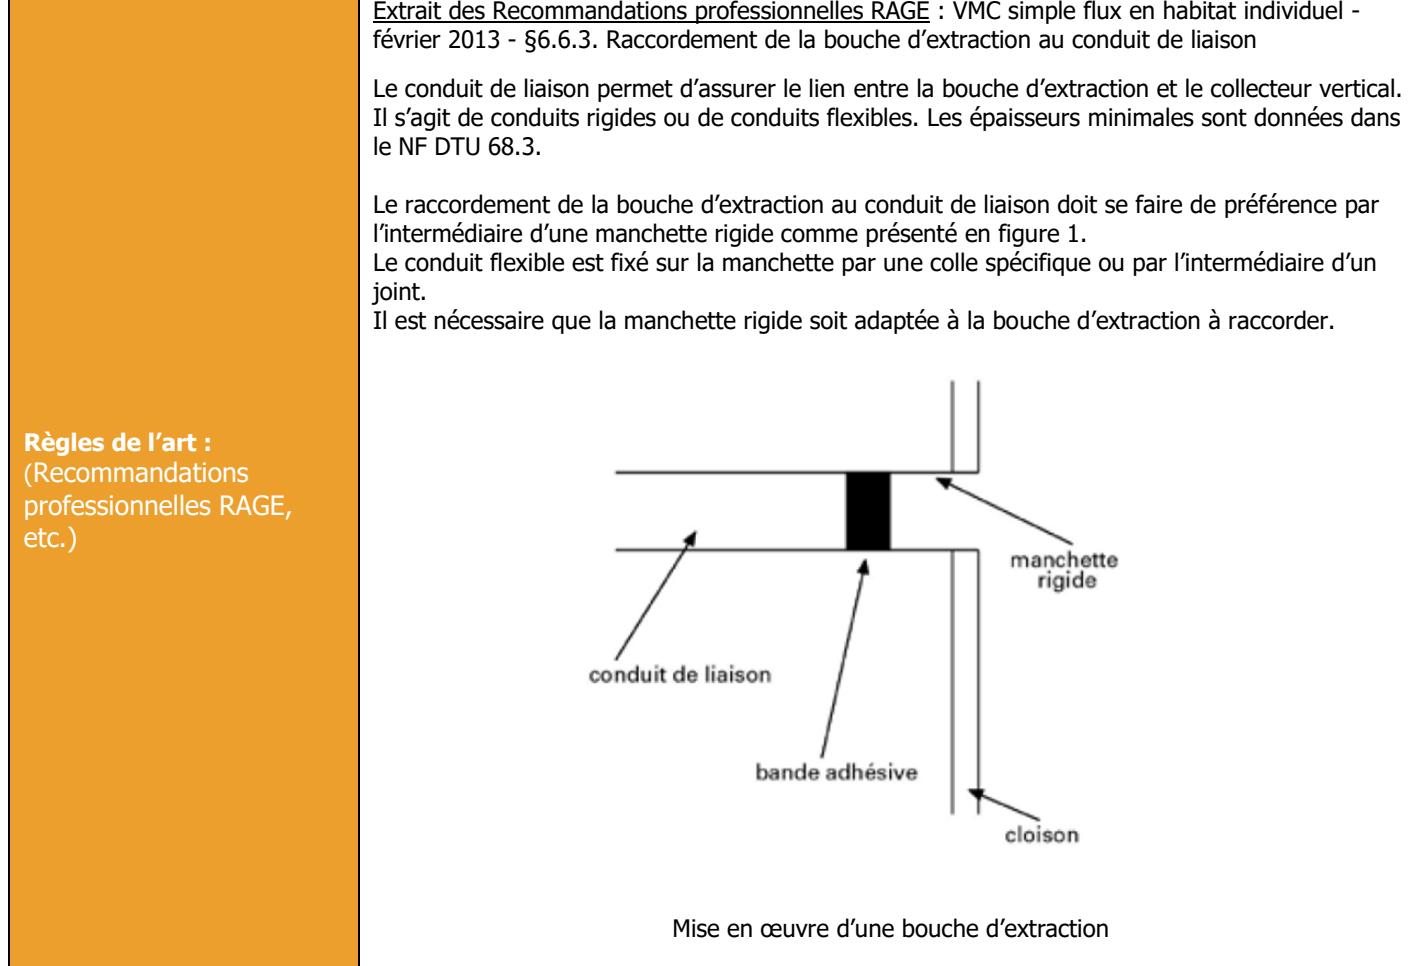 Extrait des Recommandations professionnelles RAGE : VMC simple flux en habitat individuel -
février 2013 - §6.6.3. Raccordement de la bouche d’extraction au conduit de liaison
Le conduit de liaison permet d’assurer le lien entre la bouche d’extraction et le collecteur vertical.
Il s’agit de conduits rigides ou de conduits flexibles. Les épaisseurs minimales sont données dans
le NF DTU 68.3.
Le raccordement de la bouche d’extraction au conduit de liaison doit se faire de préférence par
l’intermédiaire d’une manchette rigide comme présenté en figure 1.
Le conduit flexible est fixé sur la manchette par une colle spécifique ou par l’intermédiaire d’un
joint.
Il est nécessaire que la manchette rigide soit adaptée à la bouche d’extraction à raccorder.
Règles de l’art :
(Recommandations
professionnelles RAGE,
etc.)
manchette
rigide
conduit de liaison
bande adhésive
cloison
Mise en œuvre d’une bouche d’extraction